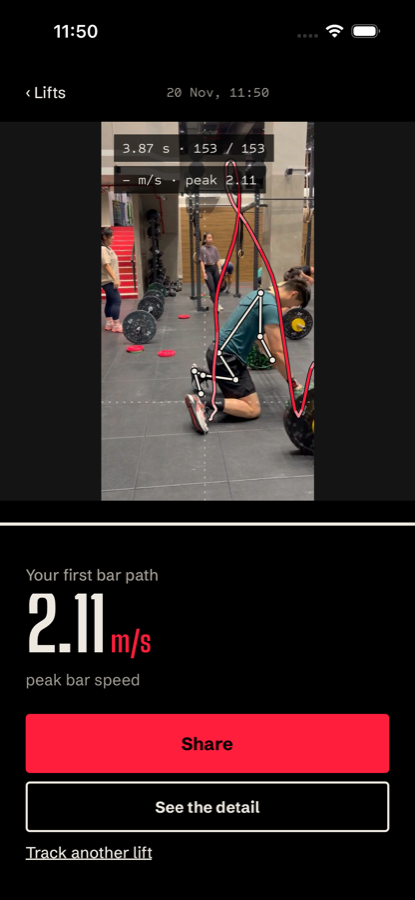 11:50
‹ Lifts
20 Nov, 11:50
3.87 s · 153 / 153
– m/s · peak 2.11
Your first bar path
2.11 m/s
peak bar speed
Share
See the detail
Track another lift